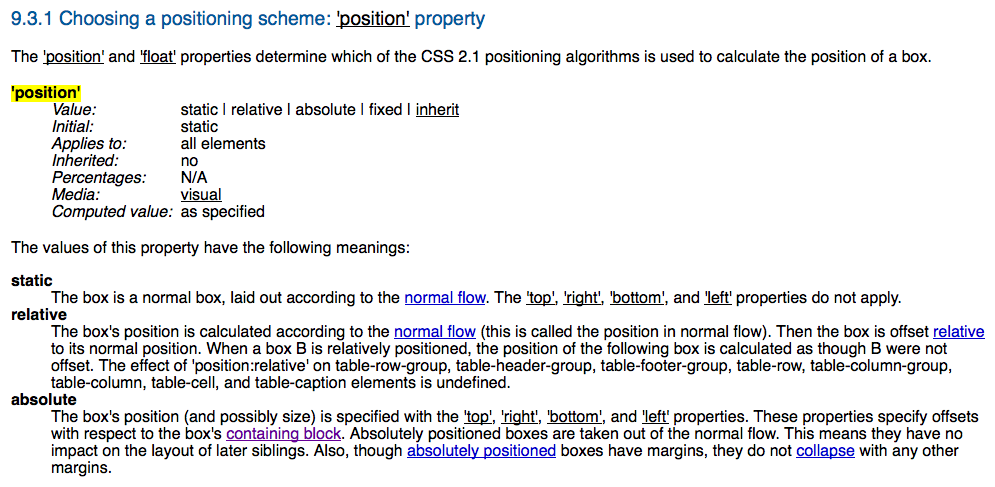 9.3.1 Choosing a positioning scheme: 'position' property
The 'position' and 'float' properties determine which of the CSS 2.1 positioning algorithms is used to calculate the position of a box.
'position'
Value: static | relative | absolute | fixed | inherit
Initial: static
Applies to: all elements
Inherited: no
Percentages: N/A
Media: visual
Computed value: as specified
The values of this property have the following meanings:
static
The box is a normal box, laid out according to the normal flow. The 'top', 'right', 'bottom', and 'left' properties do not apply.
relative
The box's position is calculated according to the normal flow (this is called the position in normal flow). Then the box is offset relative
to its normal position. When a box B is relatively positioned, the position of the following box is calculated as though B were not
offset. The effect of 'position:relative' on table-row-group, table-header-group, table-footer-group, table-row, table-column-group,
table-column, table-cell, and table-caption elements is undefined.
absolute
The box's position (and possibly size) is specified with the 'top', 'right', 'bottom', and 'left' properties. These properties specify offsets
with respect to the box's containing block. Absolutely positioned boxes are taken out of the normal flow. This means they have no
impact on the layout of later siblings. Also, though absolutely positioned boxes have margins, they do not collapse with any other
margins.